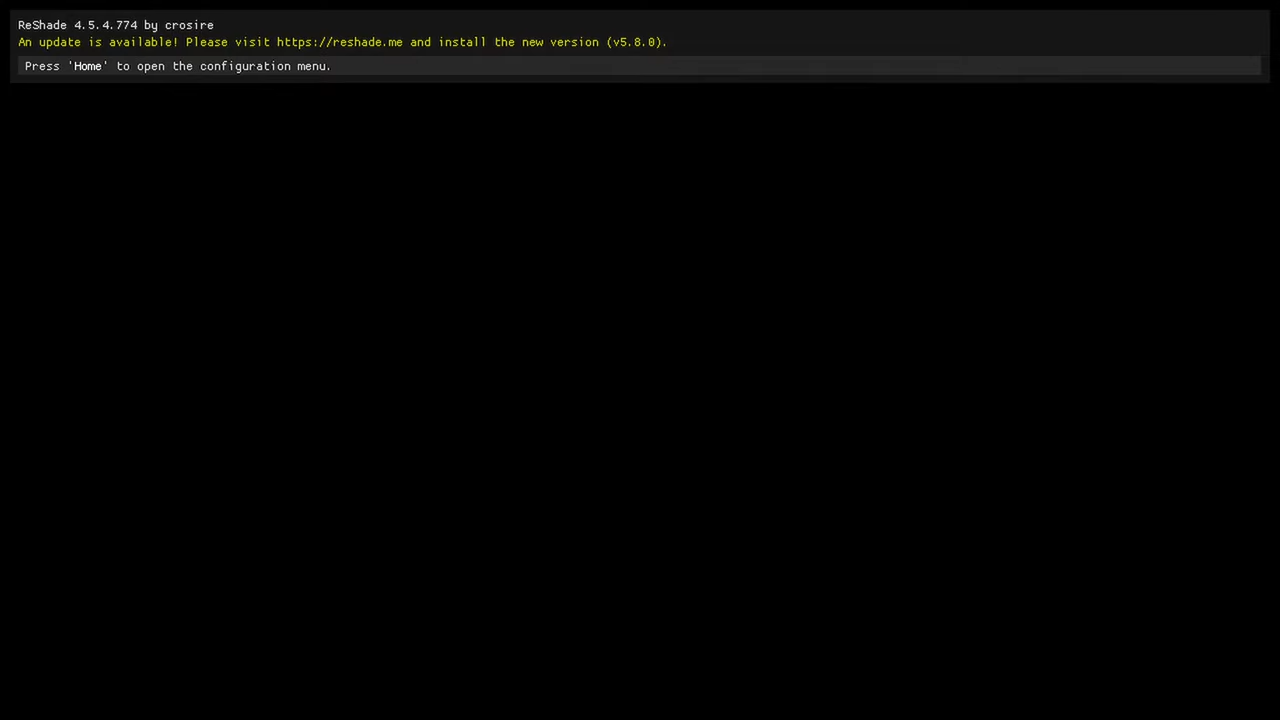 ReShade 4.5.4.774 by crosire
An update is available! Please visit https://reshade.me and install the new version (v5.8.0).
Press 'Home' to open the configuration menu.